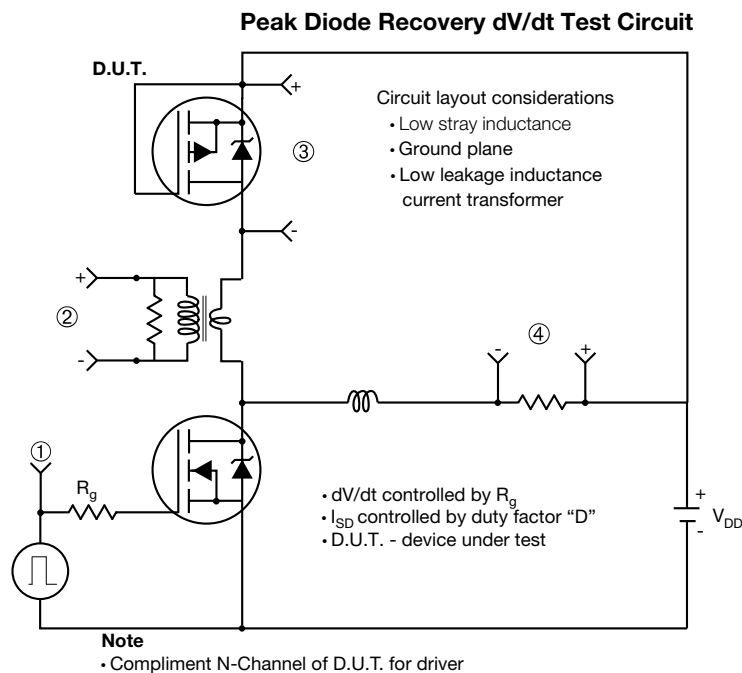 Peak Diode Recovery dV/dt Test Circuit
D.U.T.
+
Circuit layout considerations
• Low stray inductance
③
• Ground plane
• Low leakage inductance
current transformer
-
+
②
-
④
-
+
①
Rg
• dV/dt controlled by Rg
• ISD controlled by duty factor “D”
• D.U.T. - device under test
+
VDD
-
Note
• Compliment N-Channel of D.U.T. for driver